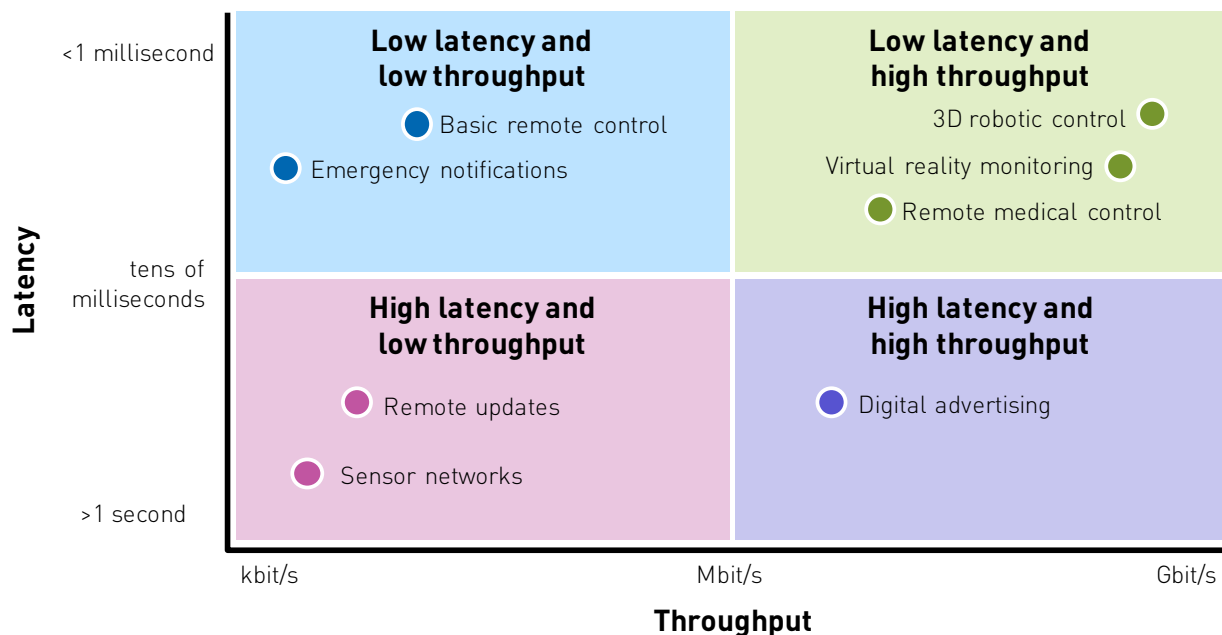 <1 millisecond
Low latency and
low throughput
Low latency and
high throughput
Basic remote control
3D robotic control
Emergency notifications
Virtual reality monitoring
Remote medical control
Latency
tens of
milliseconds
High latency and
low throughput
High latency and
high throughput
Remote updates
Digital advertising
Sensor networks
>1 second
kbit/s
Mbit/s
Gbit/s
Throughput